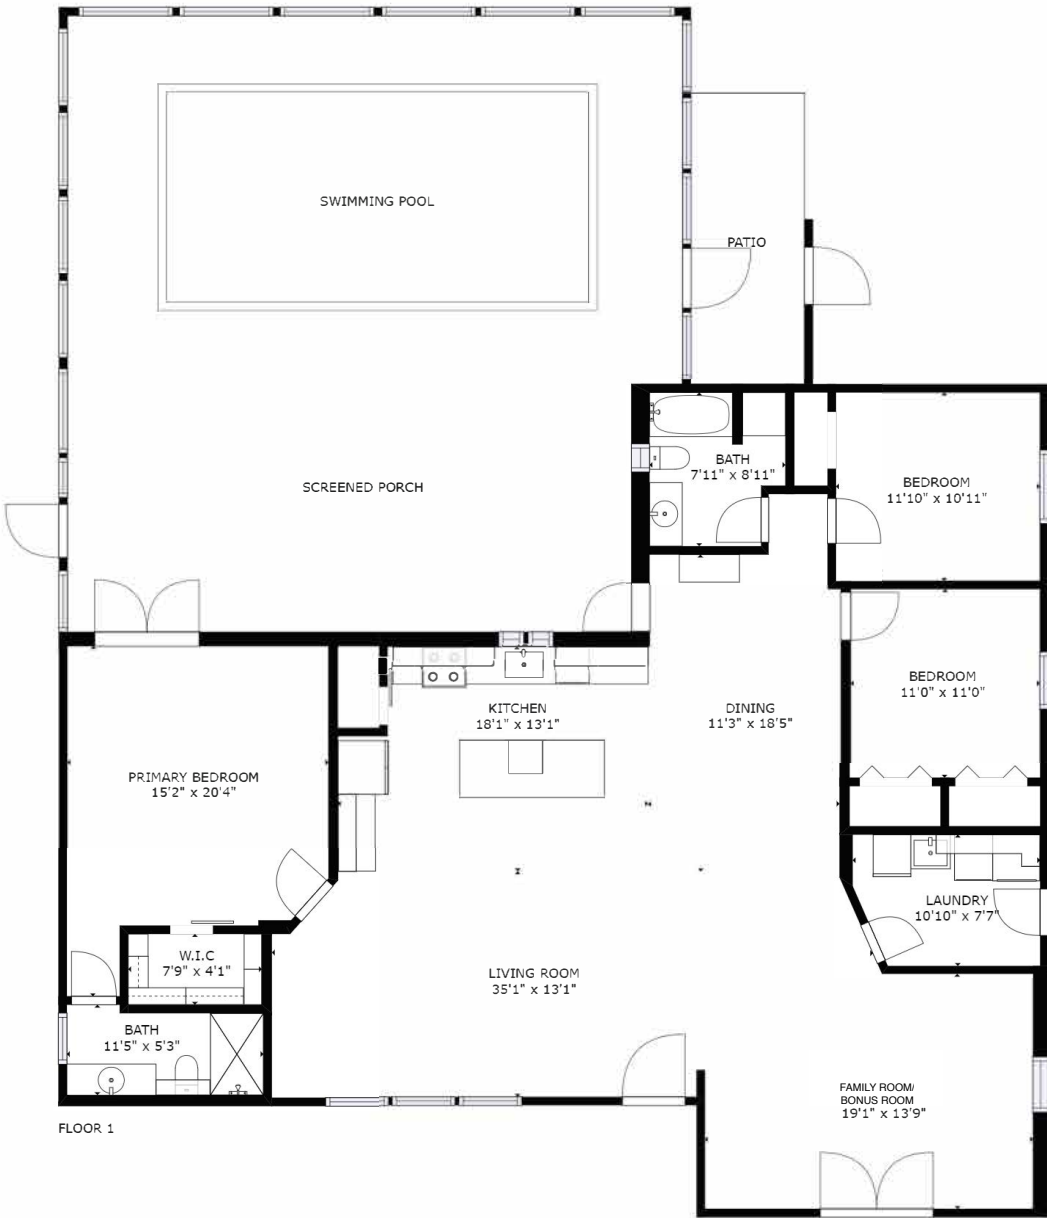 SWIMMING POOL
PATIO
SCREENED PORCH
BATH
7'11" x 8'11"
BEDROOM
11'10" x 10'11"
BEDROOM
11'0" x 11'0"
KITCHEN
18'1" x 13'1"
DINING
11'3" x 18'5"
PRIMARY BEDROOM
15'2" x 20'4"
LAUNDRY
10'10" x 7'7"
W.I.C
7'9" x 4'1"
LIVING ROOM
35'1" x 13'1"
BATH
11'5" x 5'3"
FAMILY ROOM/
BONUS ROOM
19'1" x 13'9"
FLOOR 1